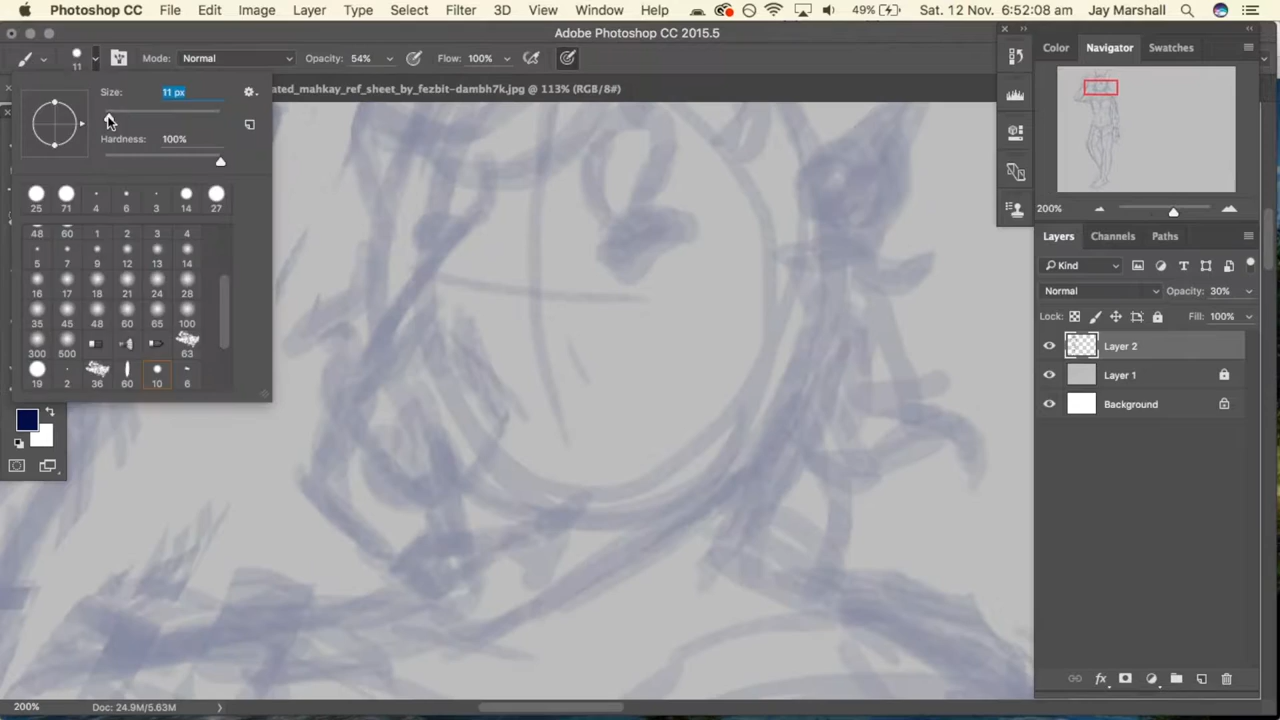 Photoshop CC File Edit Image Layer Type Select Filter 3D View Window Help 49% Sat. 12 Nov. 6:52:08 am Jay Marshall
Adobe Photoshop CC 2015.5
11 Mode: Normal Opacity: 54% Flow: 100%
ated_mahkay_ref_sheet_by_fezbit-dambh7k.jpg @ 113% (RGB/8#)
Size: 11 px
Hardness: 100%
25 71 4 6 3 14 27
48 60 1 2 3 4
5 7 9 12 13 14
16 17 18 21 24 28
35 45 48 60 65 100
300 500 63
19 2 36 60 10 6
Color Navigator Swatches
200%
Layers Channels Paths
Kind
Normal Opacity: 30%
Lock: Fill: 100%
Layer 2
Layer 1
Background
fx
200% Doc: 24.9M/5.63M